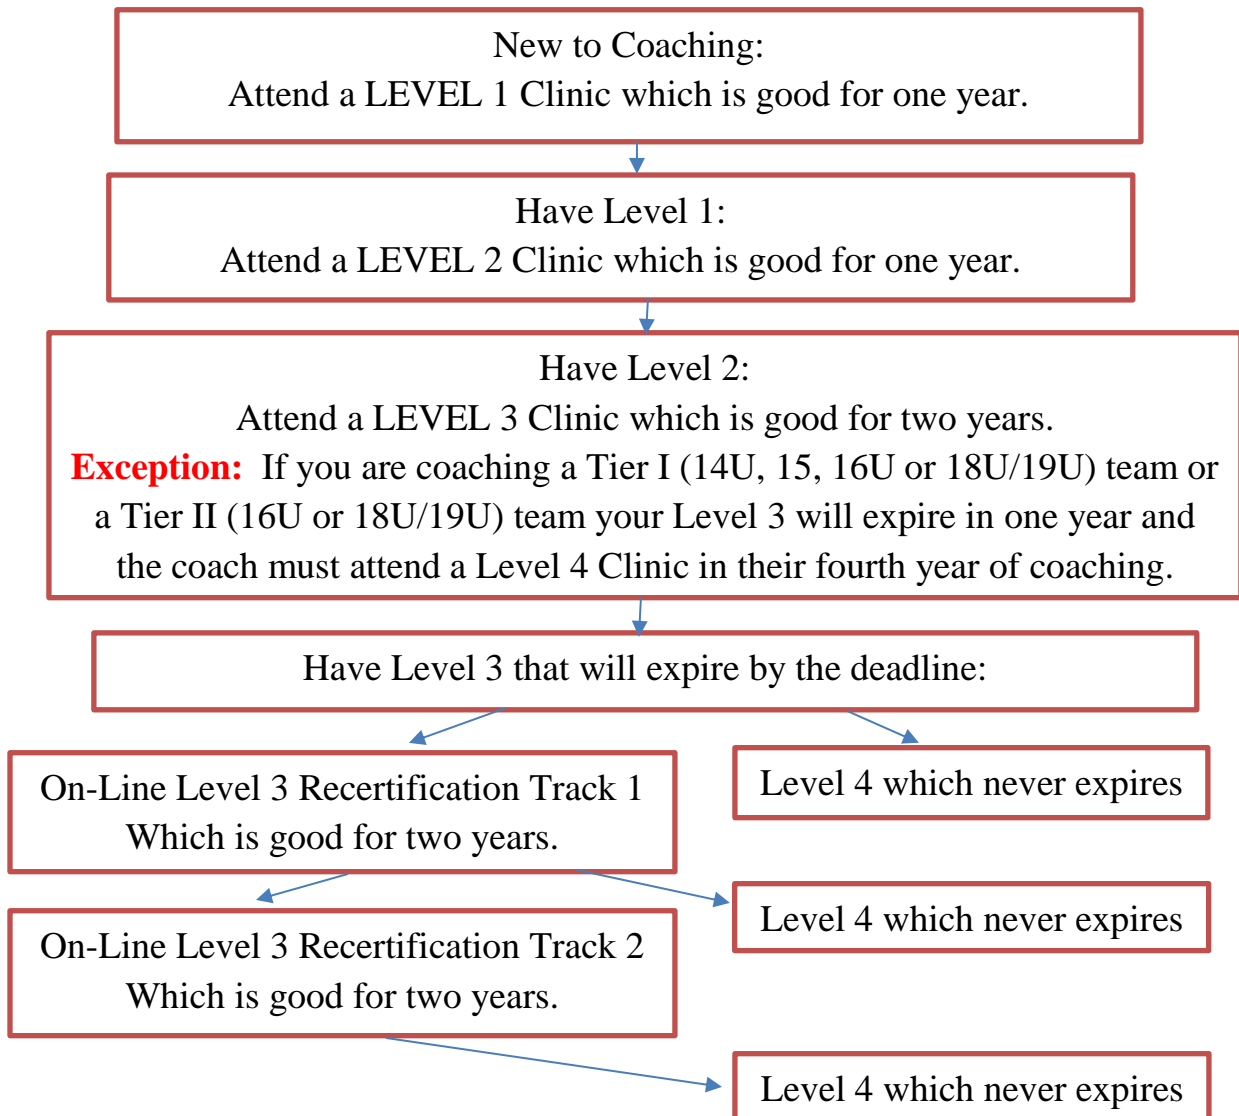 New to Coaching:
Attend a LEVEL 1 Clinic which is good for one year.
Have Level 1:
Attend a LEVEL 2 Clinic which is good for one year.
Have Level 2:
Attend a LEVEL 3 Clinic which is good for two years.
Exception: If you are coaching a Tier I (14U, 15, 16U or 18U/19U) team or
a Tier II (16U or 18U/19U) team your Level 3 will expire in one year and
the coach must attend a Level 4 Clinic in their fourth year of coaching.
Have Level 3 that will expire by the deadline:
On-Line Level 3 Recertification Track 1
Which is good for two years.
Level 4 which never expires
On-Line Level 3 Recertification Track 2
Which is good for two years.
Level 4 which never expires
Level 4 which never expires